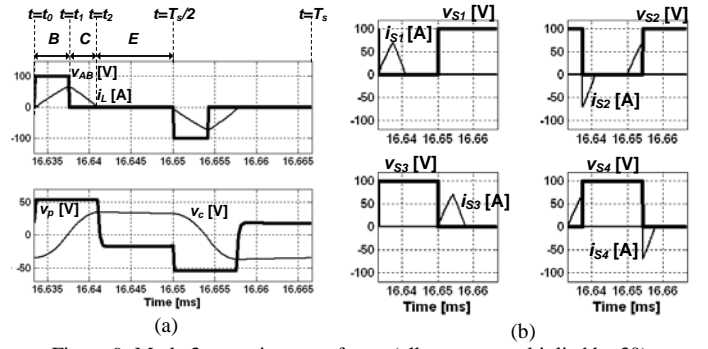 t=t0 t=t1 t=t2 t=Ts/2 t=Ts
B C E
100
vAB [V]
iL [A]
0
-100
16.635 16.64 16.645 16.65 16.655 16.66 16.665
50
vp [V]
vc [V]
0
-50
16.635 16.64 16.645 16.65 16.655 16.66 16.665
Time [ms]
(a)
vS1 [V]
100
iS1 [A]
50
0
-50
-100
16.64 16.65 16.66
vS2 [V]
100
50
iS2 [A]
0
-50
-100
16.64 16.65 16.66
vS3 [V]
100
50
iS3 [A]
0
-50
-100
16.64 16.65 16.66
Time [ms]
vS4 [V]
100
50
0
iS4 [A]
-50
-100
16.64 16.65 16.66
Time [ms]
(b)